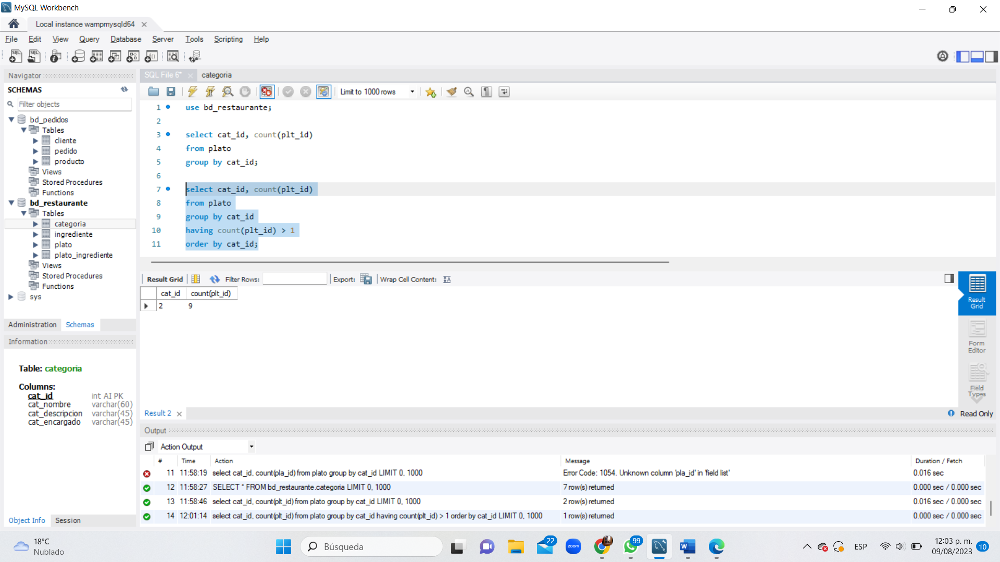 MySQL Workbench
Local instance wampmysqld64
File Edit View Query Database Server Tools Scripting Help
Navigator
SCHEMAS
Filter objects
bd_pedidos
Tables
cliente
pedido
producto
Views
Stored Procedures
Functions
bd_restaurante
Tables
categoria
ingrediente
plato
plato_ingrediente
Views
Stored Procedures
Functions
sys
Administration Schemas
Information
Table: categoria
Columns:
cat_id int AI PK
cat_nombre varchar(60)
cat_descripcion varchar(45)
cat_encargado varchar(45)
Object Info Session
SQL File 6* categoria
Limit to 1000 rows
1 use bd_restaurante;
2
3 select cat_id, count(plt_id)
4 from plato
5 group by cat_id;
6
7 select cat_id, count(plt_id)
8 from plato
9 group by cat_id
10 having count(plt_id) > 1
11 order by cat_id;
Result Grid Filter Rows: Export: Wrap Cell Content:
cat_id count(plt_id)
2 9
Result Grid
Form Editor
Field Types
Result 2 Read Only
Output
Action Output
# Time Action Message Duration / Fetch
11 11:58:19 select cat_id, count(pla_id) from plato group by cat_id LIMIT 0, 1000 Error Code: 1054. Unknown column 'pla_id' in 'field list' 0.016 sec
12 11:58:27 SELECT * FROM bd_restaurante.categoria LIMIT 0, 1000 7 row(s) returned 0.000 sec / 0.000 sec
13 11:58:46 select cat_id, count(plt_id) from plato group by cat_id LIMIT 0, 1000 2 row(s) returned 0.016 sec / 0.000 sec
14 12:01:14 select cat_id, count(plt_id) from plato group by cat_id having count(plt_id) > 1 order by cat_id LIMIT 0, 1000 1 row(s) returned 0.000 sec / 0.000 sec
18°C
Nublado
Búsqueda
22
zoom
99
ESP
12:03 p. m.
09/08/2023
10